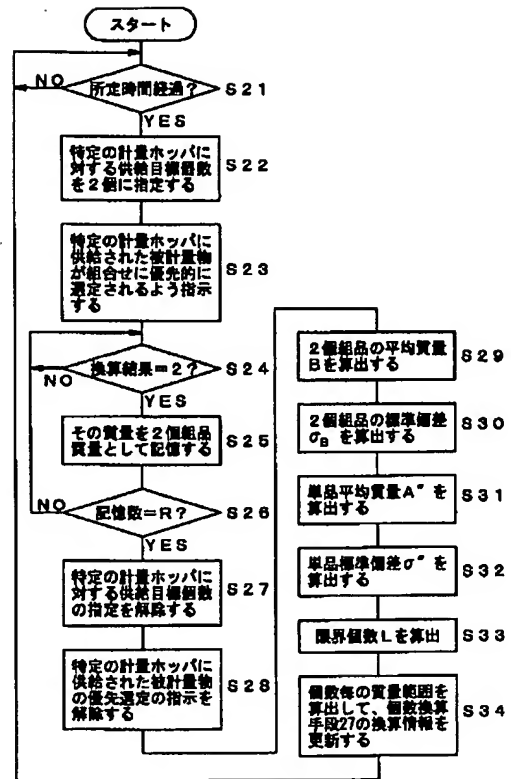 スタート
NO
所定時間経過?
S21
YES
特定の計量ホッパに
対する供給目標個数
を2個に指定する
S22
特定の計量ホッパに
供給された被計量物
が組合せに優先的に
選定されるよう指示
する
S23
換算結果=2?
S24
NO
YES
その質量を2個組品
質量として記憶する
S25
NO
記憶数=R?
S26
YES
特定の計量ホッパに
対する供給目標個数
の指定を解除する
S27
特定の計量ホッパに
供給された被計量物
の優先選定の指示を
解除する
S28
2個組品の平均質量
Bを算出する
S29
2個組品の標準偏差
σB を算出する
S30
単品平均質量A″を
算出する
S31
単品標準偏差σ″を
算出する
S32
限界個数Lを算出
S33
個数毎の質量範囲を
算出して、個数換算
手段27の換算情報を
更新する
S34